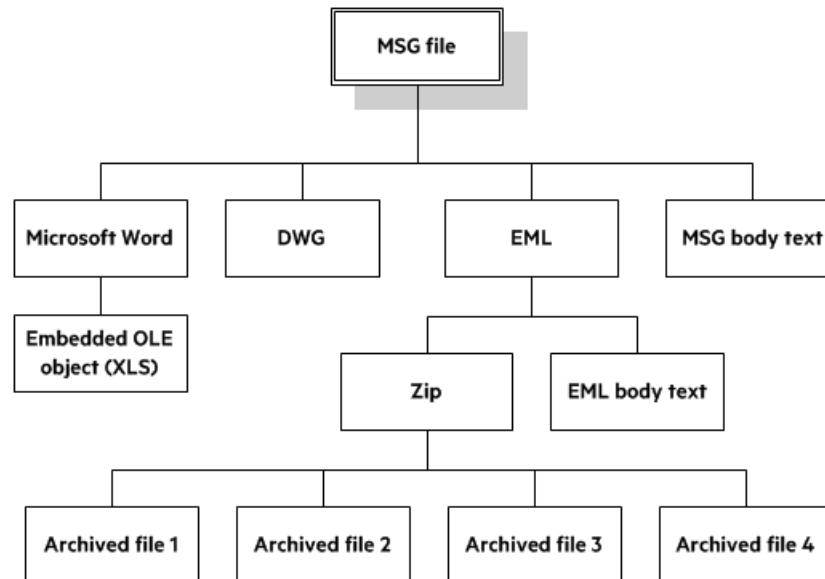 MSG file
Microsoft Word
DWG
EML
MSG body text
Embedded OLE
object (XLS)
Zip
EML body text
Archived file 1
Archived file 2
Archived file 3
Archived file 4